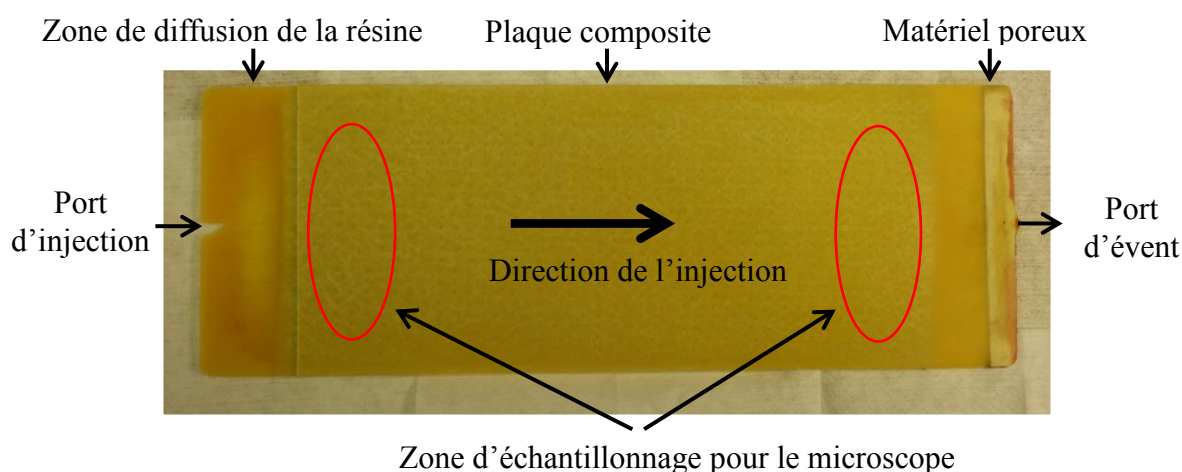 Zone de diffusion de la résine
Plaque composite
Matériel poreux
Port
d’injection
Direction de l’injection
Port
d’évent
Zone d’échantillonnage pour le microscope